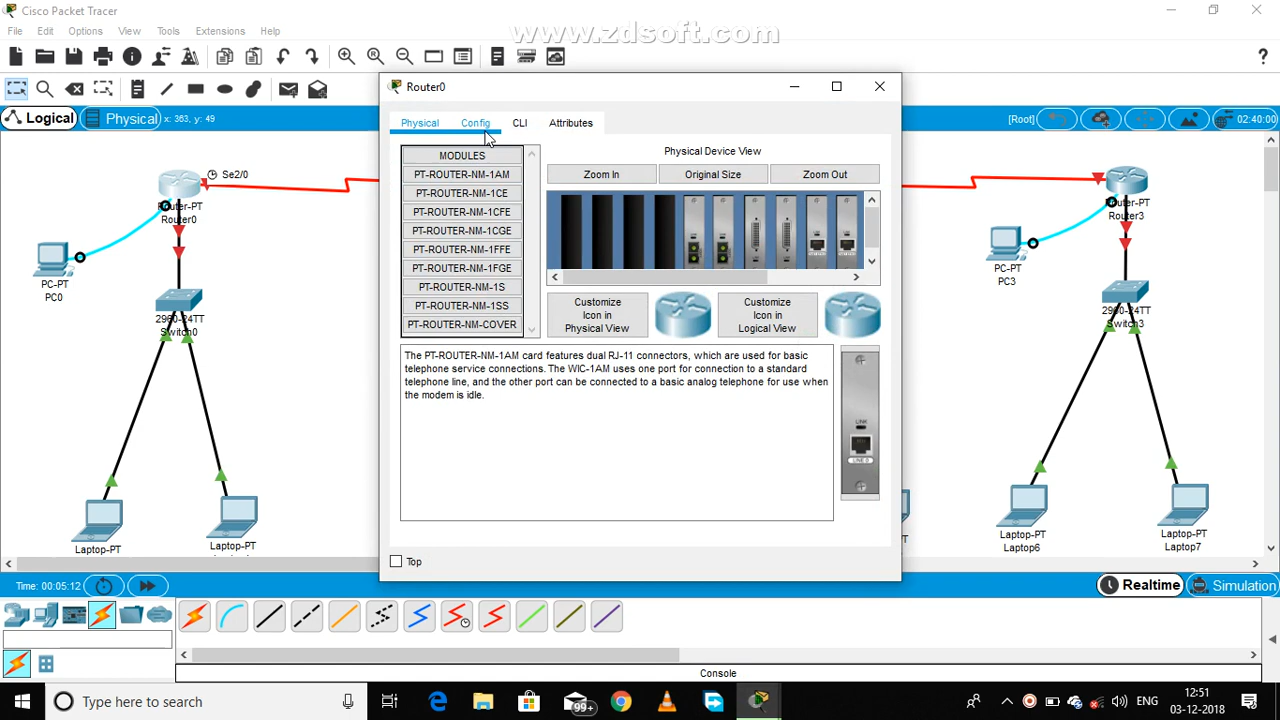 Cisco Packet Tracer
www.zdsoft.com
File Edit Options View Tools Extensions Help
Router0
Logical Physical x: 363, y: 49
[Root] 02:40:00
Physical Config CLI Attributes
MODULES
PT-ROUTER-NM-1AM
PT-ROUTER-NM-1CE
PT-ROUTER-NM-1CFE
PT-ROUTER-NM-1CGE
PT-ROUTER-NM-1FFE
PT-ROUTER-NM-1FGE
PT-ROUTER-NM-1S
PT-ROUTER-NM-1SS
PT-ROUTER-NM-COVER
Physical Device View
Zoom In Original Size Zoom Out
Customize
Icon in
Physical View
Customize
Icon in
Logical View
The PT-ROUTER-NM-1AM card features dual RJ-11 connectors, which are used for basic
telephone service connections. The WIC-1AM uses one port for connection to a standard
telephone line, and the other port can be connected to a basic analog telephone for use when
the modem is idle.
LINK
LINE 0
Top
Se2/0
Router-PT
Router0
PC-PT
PC0
2960-24TT
Switch0
Laptop-PT
Laptop-PT
Router-PT
Router3
PC-PT
PC3
2960-24TT
Switch3
Laptop-PT
Laptop6
Laptop-PT
Laptop7
Time: 00:05:12
Realtime Simulation
Console
Type here to search
99+
ENG
12:51
03-12-2018